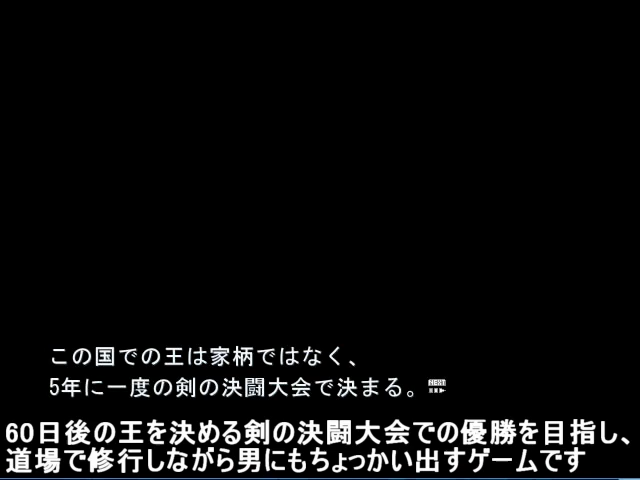 この国での王は家柄ではなく、
5年に一度の剣の決闘大会で決まる。NEXT
60日後の王を決める剣の決闘大会での優勝を目指し、
道場で修行しながら男にもちょっかい出すゲームです